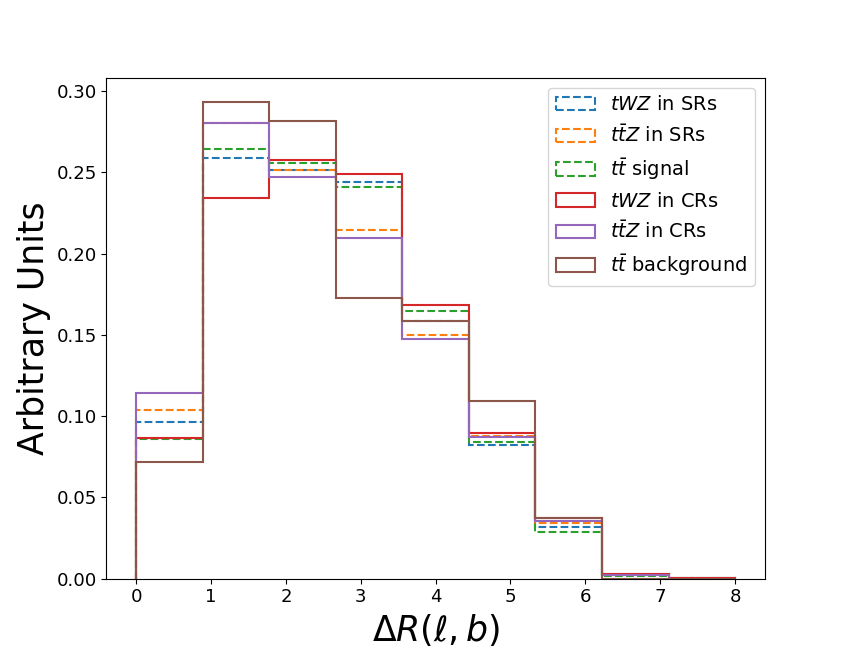 0.30
0.25
0.20
0.15
0.10
0.05
0.00
Arbitrary Units
tWZ in SRs
tt̄Z in SRs
tt̄ signal
tWZ in CRs
tt̄Z in CRs
tt̄ background
0 1 2 3 4 5 6 7 8
ΔR(ℓ, b)